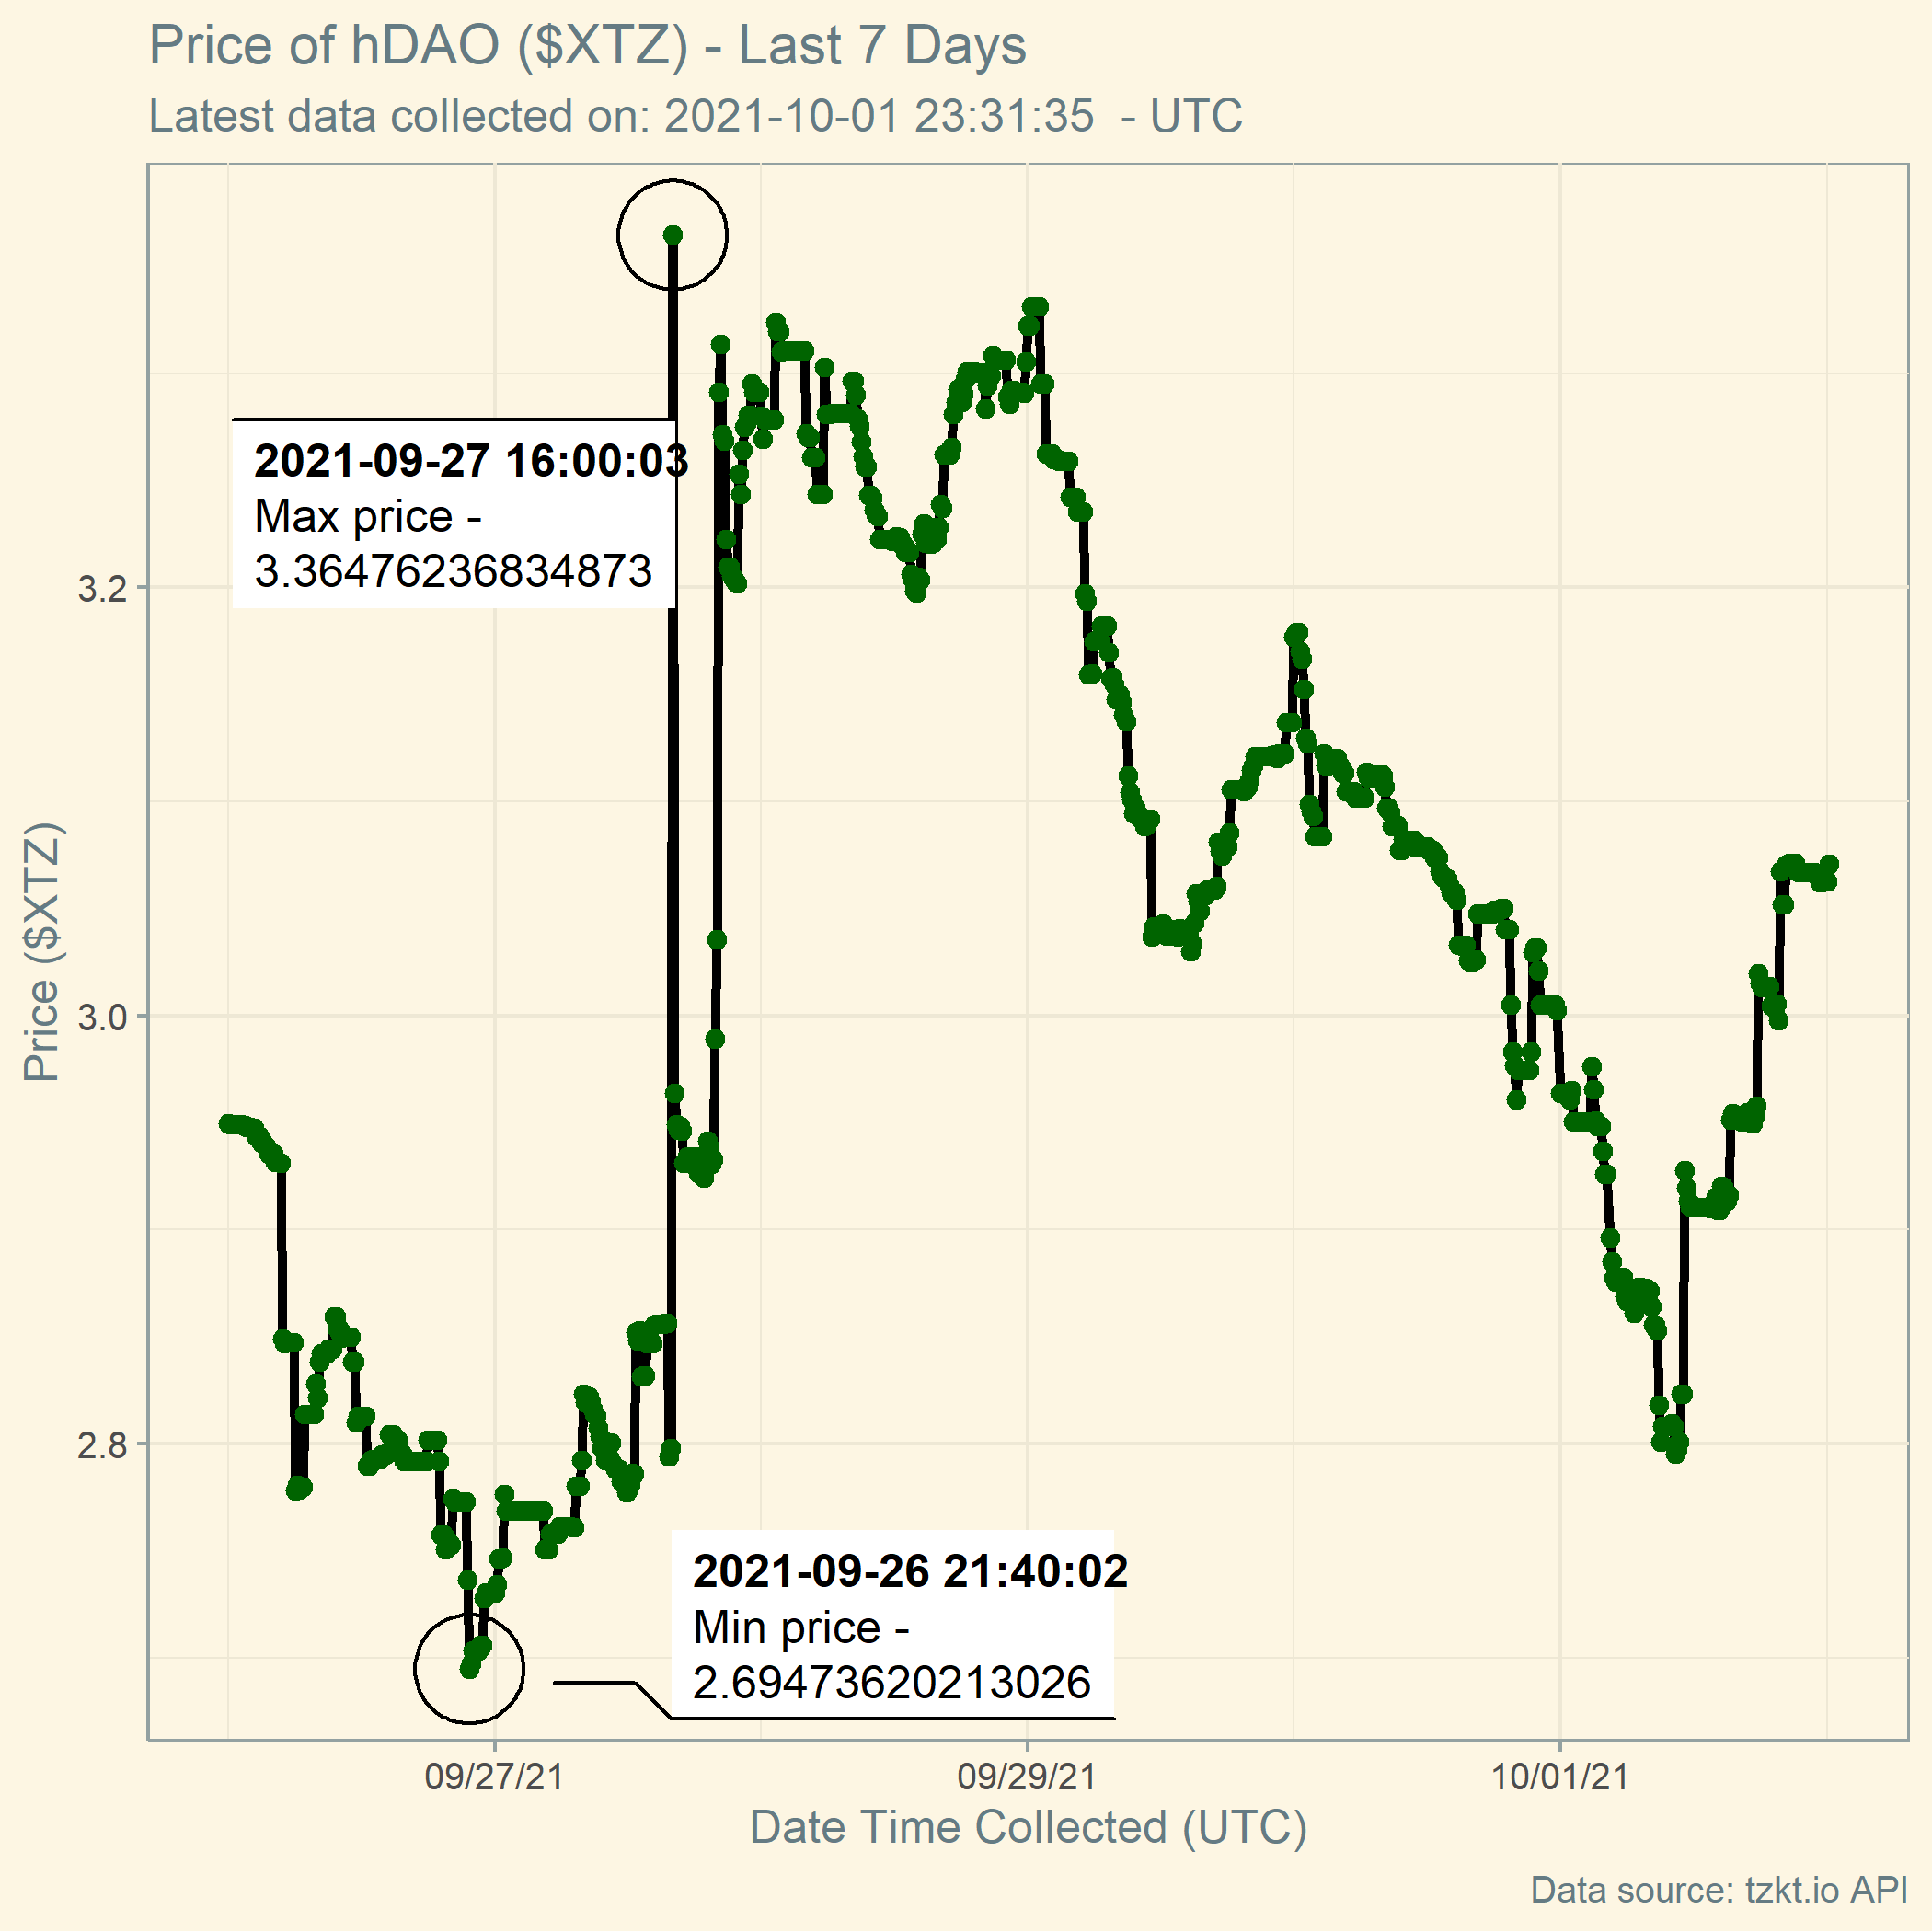 Price of hDAO ($XTZ) - Last 7 Days
Latest data collected on: 2021-10-01 23:31:35  - UTC
2021-09-27 16:00:03
Max price -
3.36476236834873
3.2
3.0
2.8
Price ($XTZ)
2021-09-26 21:40:02
Min price -
2.69473620213026
09/27/21
09/29/21
10/01/21
Date Time Collected (UTC)
Data source: tzkt.io API